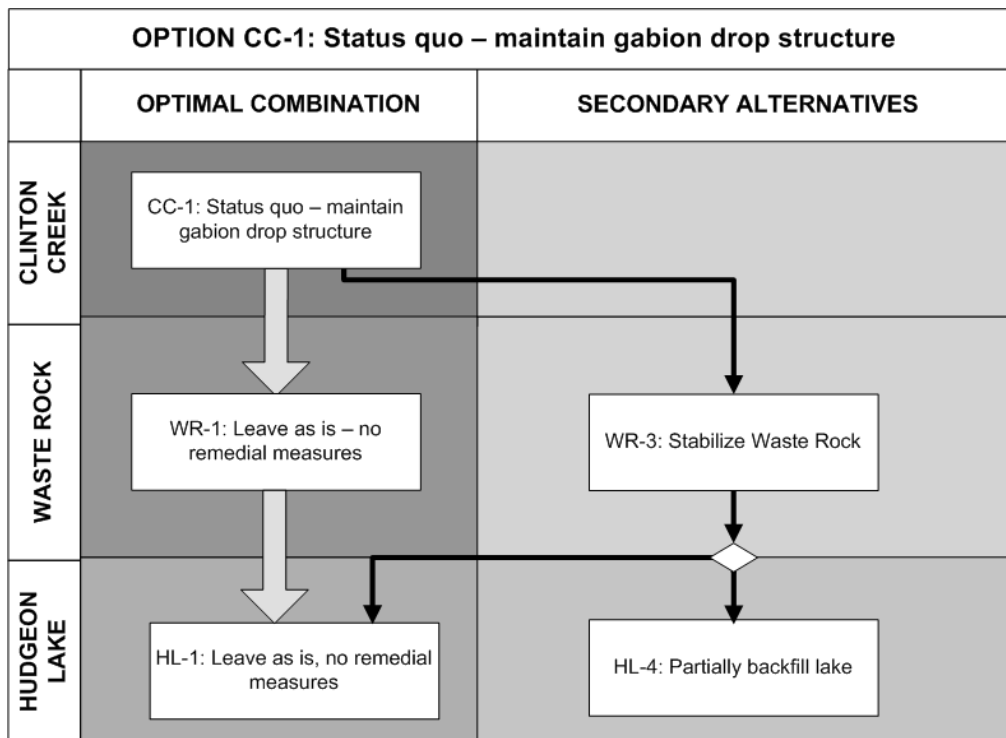 OPTION CC-1: Status quo – maintain gabion drop structure
OPTIMAL COMBINATION
SECONDARY ALTERNATIVES
CLINTON
CREEK
CC-1: Status quo – maintain
gabion drop structure
WASTE ROCK
WR-1: Leave as is – no
remedial measures
WR-3: Stabilize Waste Rock
HUDGEON
LAKE
HL-1: Leave as is, no remedial
measures
HL-4: Partially backfill lake